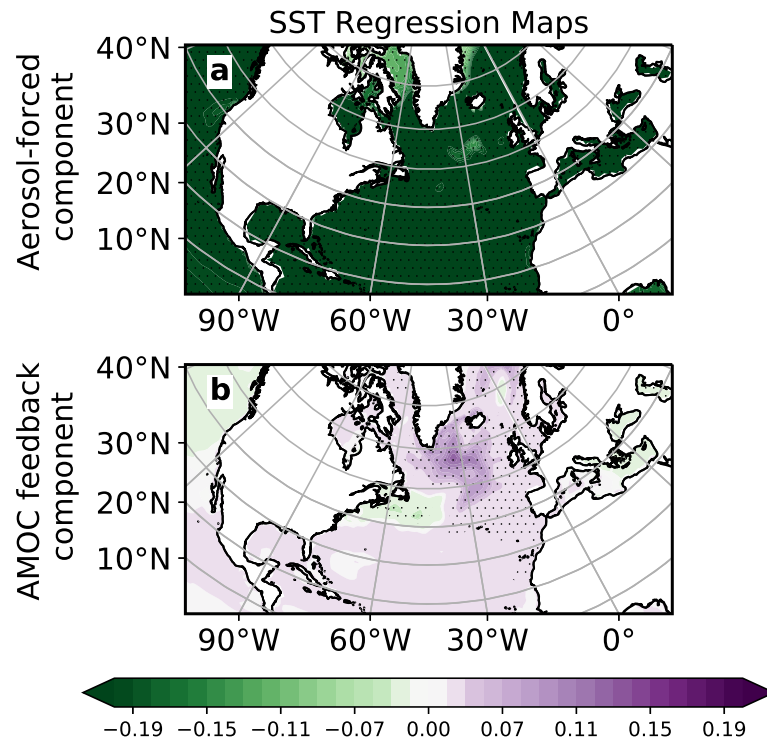 SST Regression Maps
Aerosol-forced
component
a
40°N
30°N
20°N
10°N
90°W 60°W 30°W 0°
AMOC feedback
component
b
40°N
30°N
20°N
10°N
90°W 60°W 30°W 0°
−0.19 −0.15 −0.11 −0.07 0.00 0.07 0.11 0.15 0.19